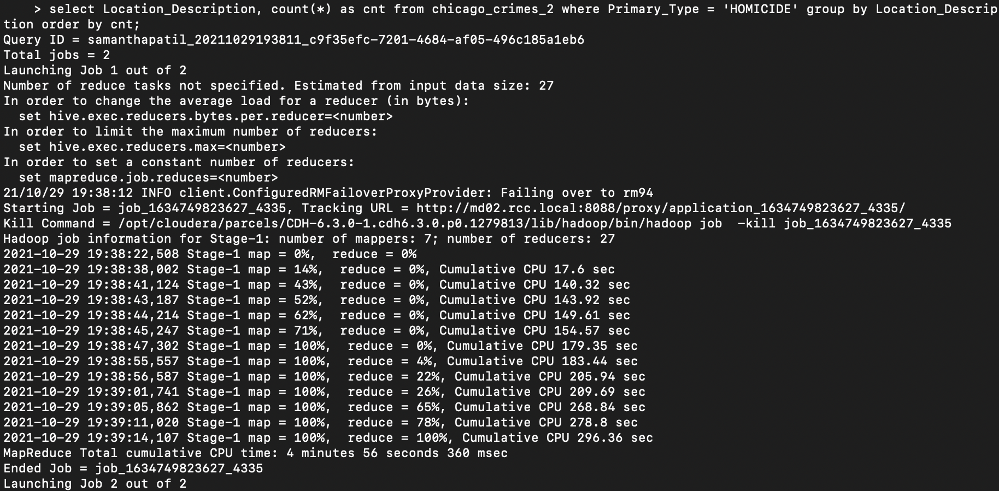 > select Location_Description, count(*) as cnt from chicago_crimes_2 where Primary_Type = 'HOMICIDE' group by Location_Descrip
tion order by cnt;
Query ID = samanthapatil_20211029193811_c9f35efc-7201-4684-af05-496c185a1eb6
Total jobs = 2
Launching Job 1 out of 2
Number of reduce tasks not specified. Estimated from input data size: 27
In order to change the average load for a reducer (in bytes):
  set hive.exec.reducers.bytes.per.reducer=<number>
In order to limit the maximum number of reducers:
  set hive.exec.reducers.max=<number>
In order to set a constant number of reducers:
  set mapreduce.job.reduces=<number>
21/10/29 19:38:12 INFO client.ConfiguredRMFailoverProxyProvider: Failing over to rm94
Starting Job = job_1634749823627_4335, Tracking URL = http://md02.rcc.local:8088/proxy/application_1634749823627_4335/
Kill Command = /opt/cloudera/parcels/CDH-6.3.0-1.cdh6.3.0.p0.1279813/lib/hadoop/bin/hadoop job  -kill job_1634749823627_4335
Hadoop job information for Stage-1: number of mappers: 7; number of reducers: 27
2021-10-29 19:38:22,508 Stage-1 map = 0%,  reduce = 0%
2021-10-29 19:38:38,002 Stage-1 map = 14%,  reduce = 0%, Cumulative CPU 17.6 sec
2021-10-29 19:38:41,124 Stage-1 map = 43%,  reduce = 0%, Cumulative CPU 140.32 sec
2021-10-29 19:38:43,187 Stage-1 map = 52%,  reduce = 0%, Cumulative CPU 143.92 sec
2021-10-29 19:38:44,214 Stage-1 map = 62%,  reduce = 0%, Cumulative CPU 149.61 sec
2021-10-29 19:38:45,247 Stage-1 map = 71%,  reduce = 0%, Cumulative CPU 154.57 sec
2021-10-29 19:38:47,302 Stage-1 map = 100%,  reduce = 0%, Cumulative CPU 179.35 sec
2021-10-29 19:38:55,557 Stage-1 map = 100%,  reduce = 4%, Cumulative CPU 183.44 sec
2021-10-29 19:38:56,587 Stage-1 map = 100%,  reduce = 22%, Cumulative CPU 205.94 sec
2021-10-29 19:39:01,741 Stage-1 map = 100%,  reduce = 26%, Cumulative CPU 209.69 sec
2021-10-29 19:39:05,862 Stage-1 map = 100%,  reduce = 65%, Cumulative CPU 268.84 sec
2021-10-29 19:39:11,020 Stage-1 map = 100%,  reduce = 78%, Cumulative CPU 278.8 sec
2021-10-29 19:39:14,107 Stage-1 map = 100%,  reduce = 100%, Cumulative CPU 296.36 sec
MapReduce Total cumulative CPU time: 4 minutes 56 seconds 360 msec
Ended Job = job_1634749823627_4335
Launching Job 2 out of 2